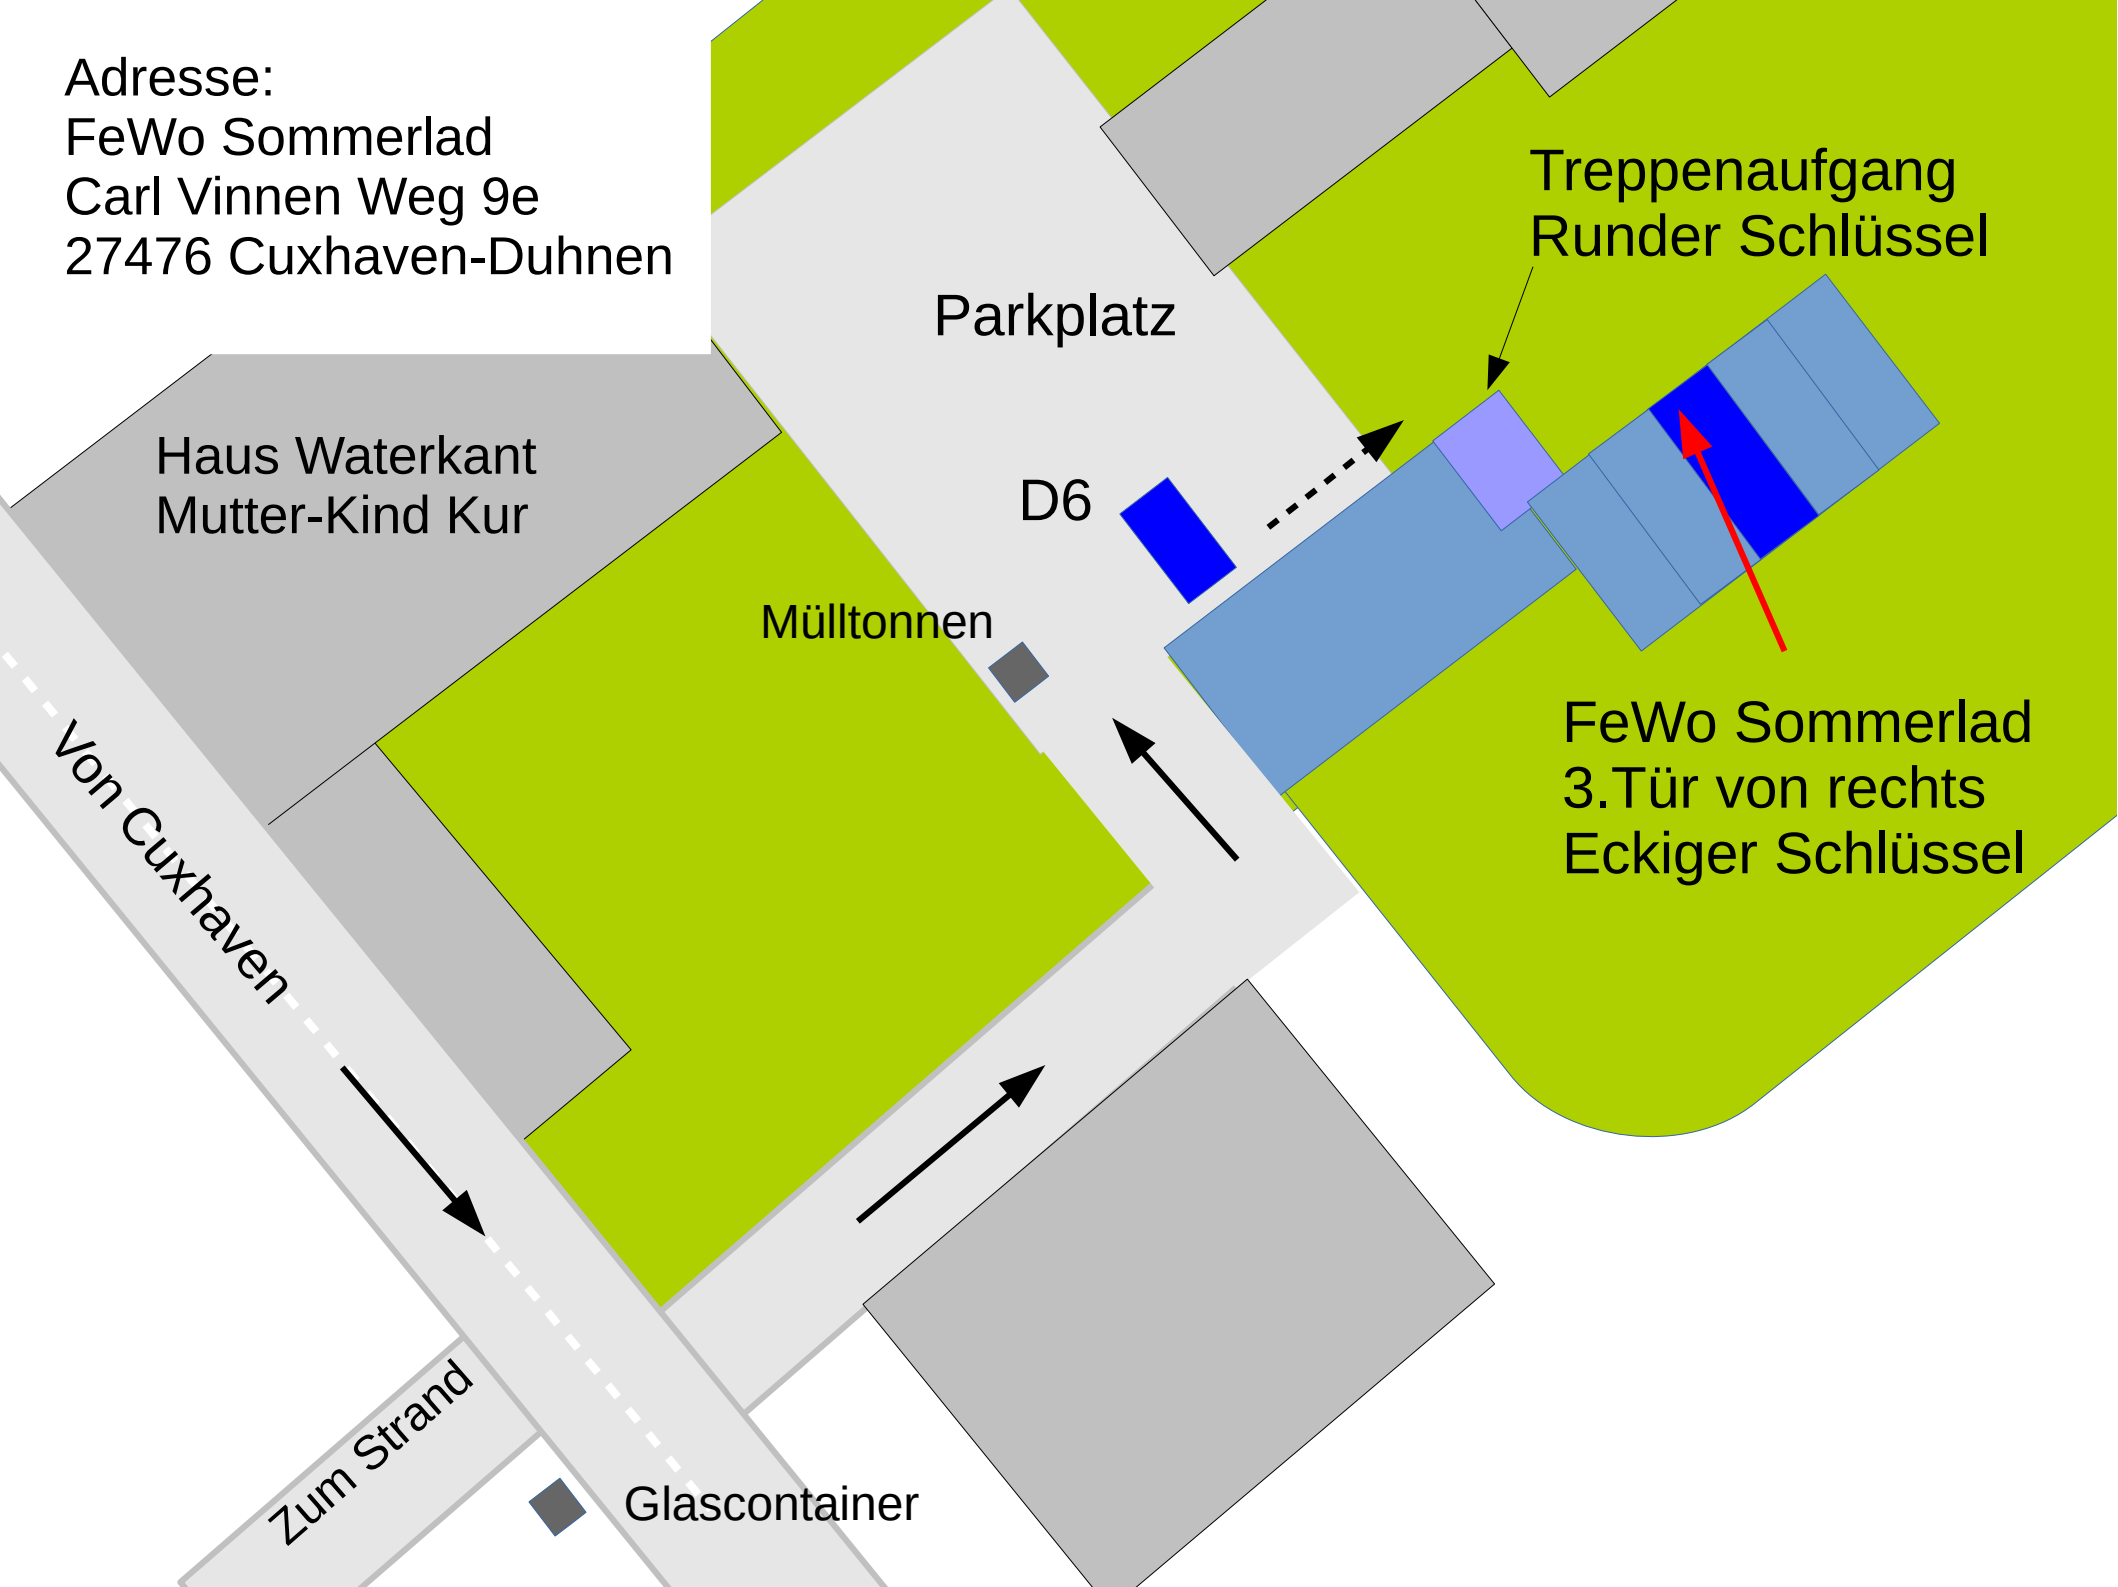 Adresse:
FeWo Sommerlad
Carl Vinnen Weg 9e
27476 Cuxhaven-Duhnen
Treppenaufgang
Runder Schlüssel
Parkplatz
Haus Waterkant
Mutter-Kind Kur
D6
Mülltonnen
FeWo Sommerlad
3.Tür von rechts
Eckiger Schlüssel
Von Cuxhaven
Zum Strand
Glascontainer